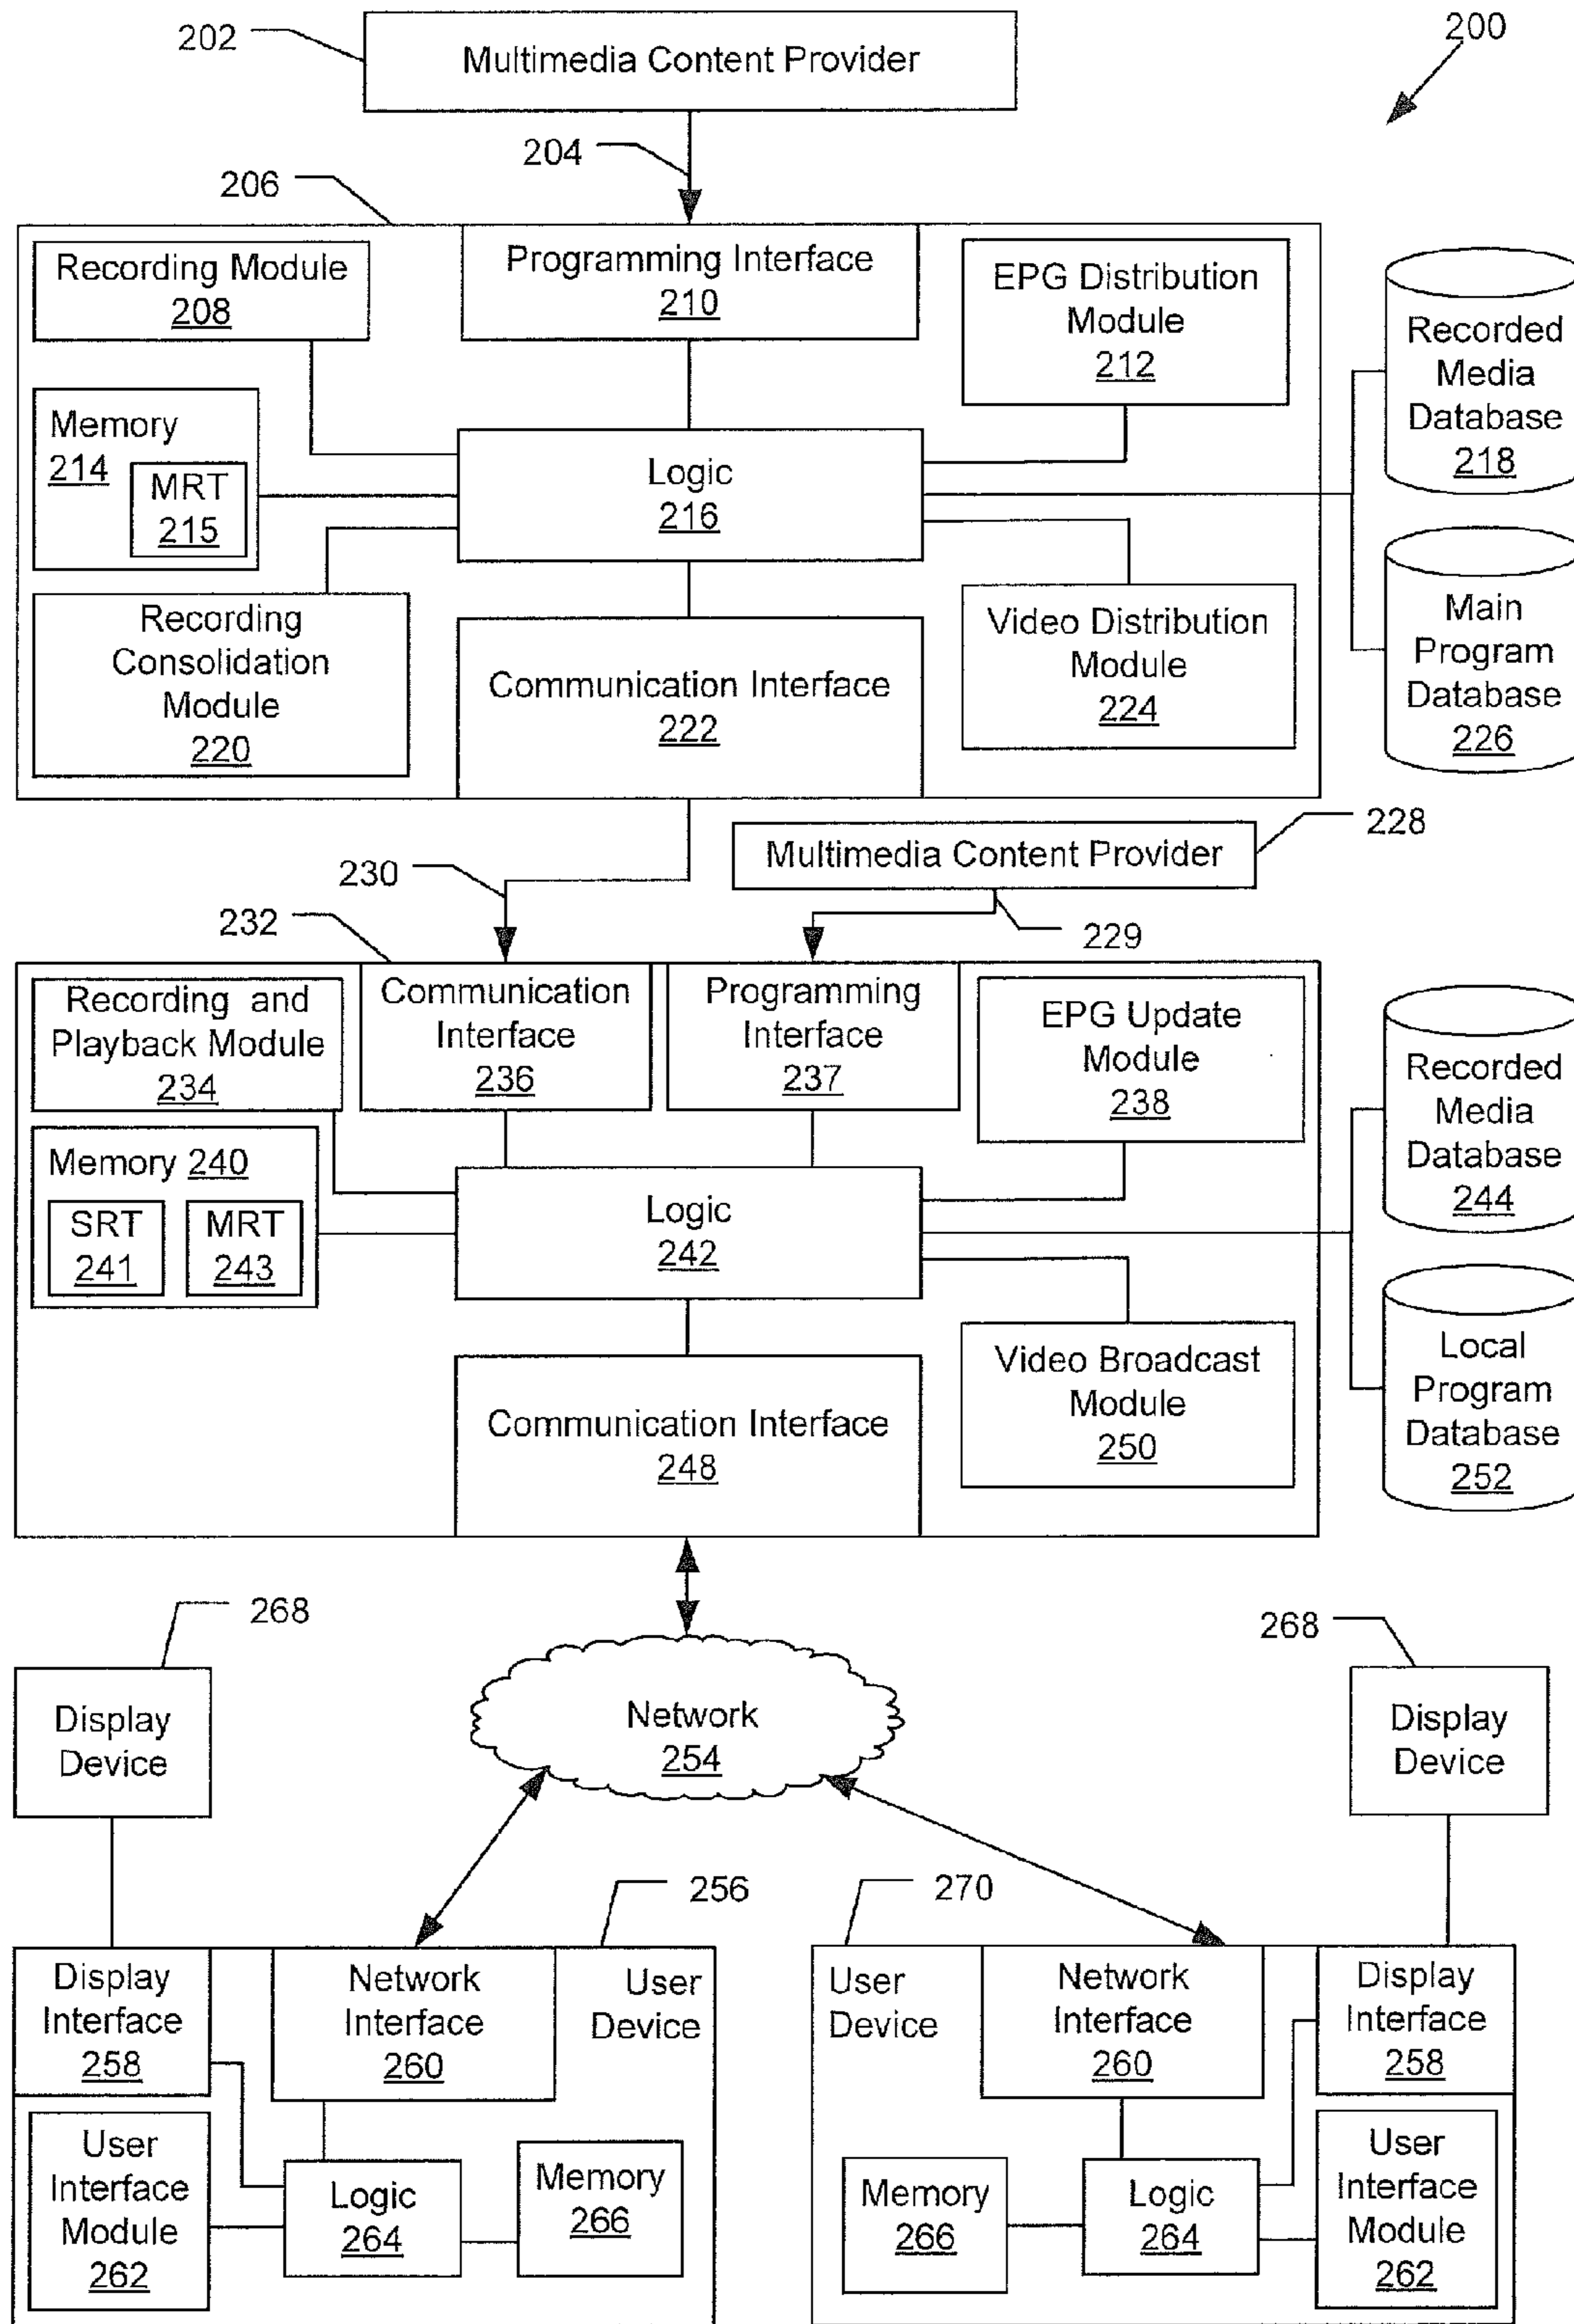 200
202
Multimedia Content Provider
204
206
Recording Module
208
Programming Interface
210
EPG Distribution
Module
212
Memory
214
MRT
215
Logic
216
Recorded
Media
Database
218
Recording
Consolidation
Module
220
Communication Interface
222
Video Distribution
Module
224
Main
Program
Database
226
228
Multimedia Content Provider
230
229
232
Recording and
Playback Module
234
Communication
Interface
236
Programming
Interface
237
EPG Update
Module
238
Memory 240
SRT
241
MRT
243
Logic
242
Recorded
Media
Database
244
Communication Interface
248
Video Broadcast
Module
250
Local
Program
Database
252
268
Display
Device
Network
254
268
Display
Device
256
Display
Interface
258
Network
Interface
260
User
Device
User
Interface
Module
262
Logic
264
Memory
266
270
User
Device
Network
Interface
260
Display
Interface
258
Memory
266
Logic
264
User
Interface
Module
262